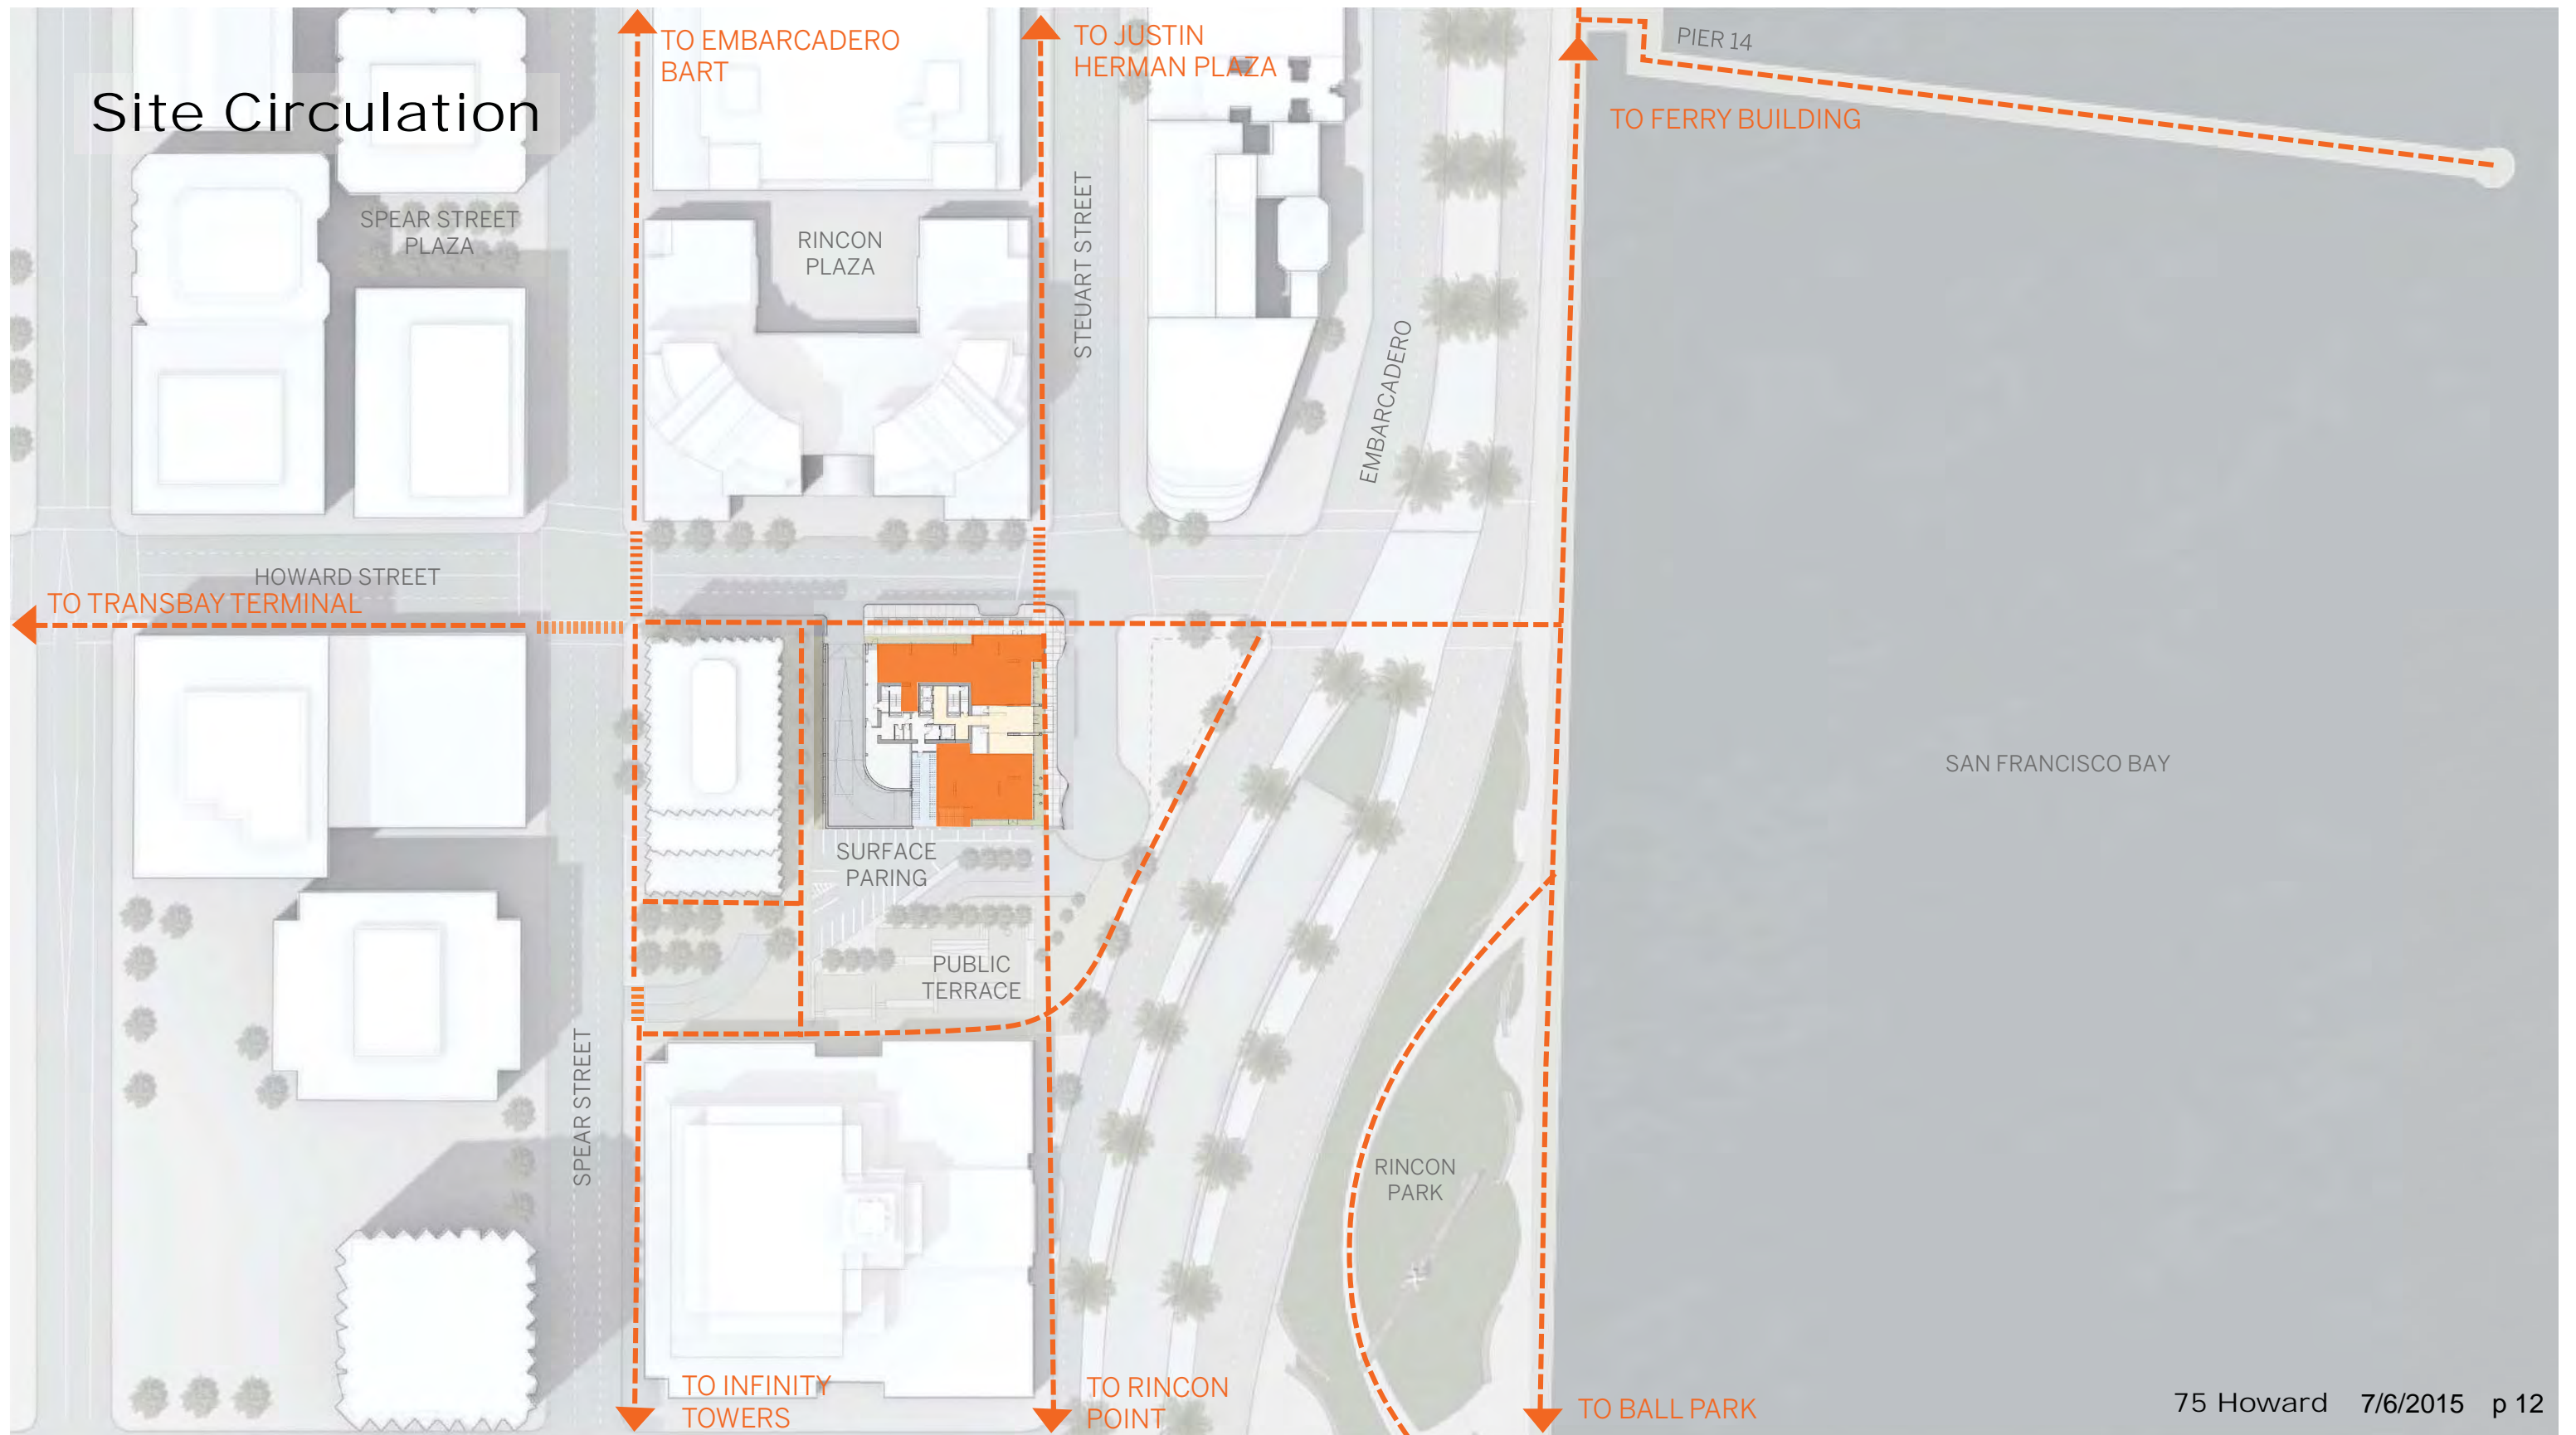 Site Circulation
TO EMBARCADERO
BART
TO JUSTIN
HERMAN PLAZA
PIER 14
TO FERRY BUILDING
SPEAR STREET
PLAZA
RINCON
PLAZA
STEUART STREET
EMBARCADERO
HOWARD STREET
TO TRANSBAY TERMINAL
SAN FRANCISCO BAY
SURFACE
PARING
PUBLIC
TERRACE
SPEAR STREET
RINCON
PARK
TO INFINITY
TOWERS
TO RINCON
POINT
TO BALL PARK
75 Howard 7/6/2015 p 12